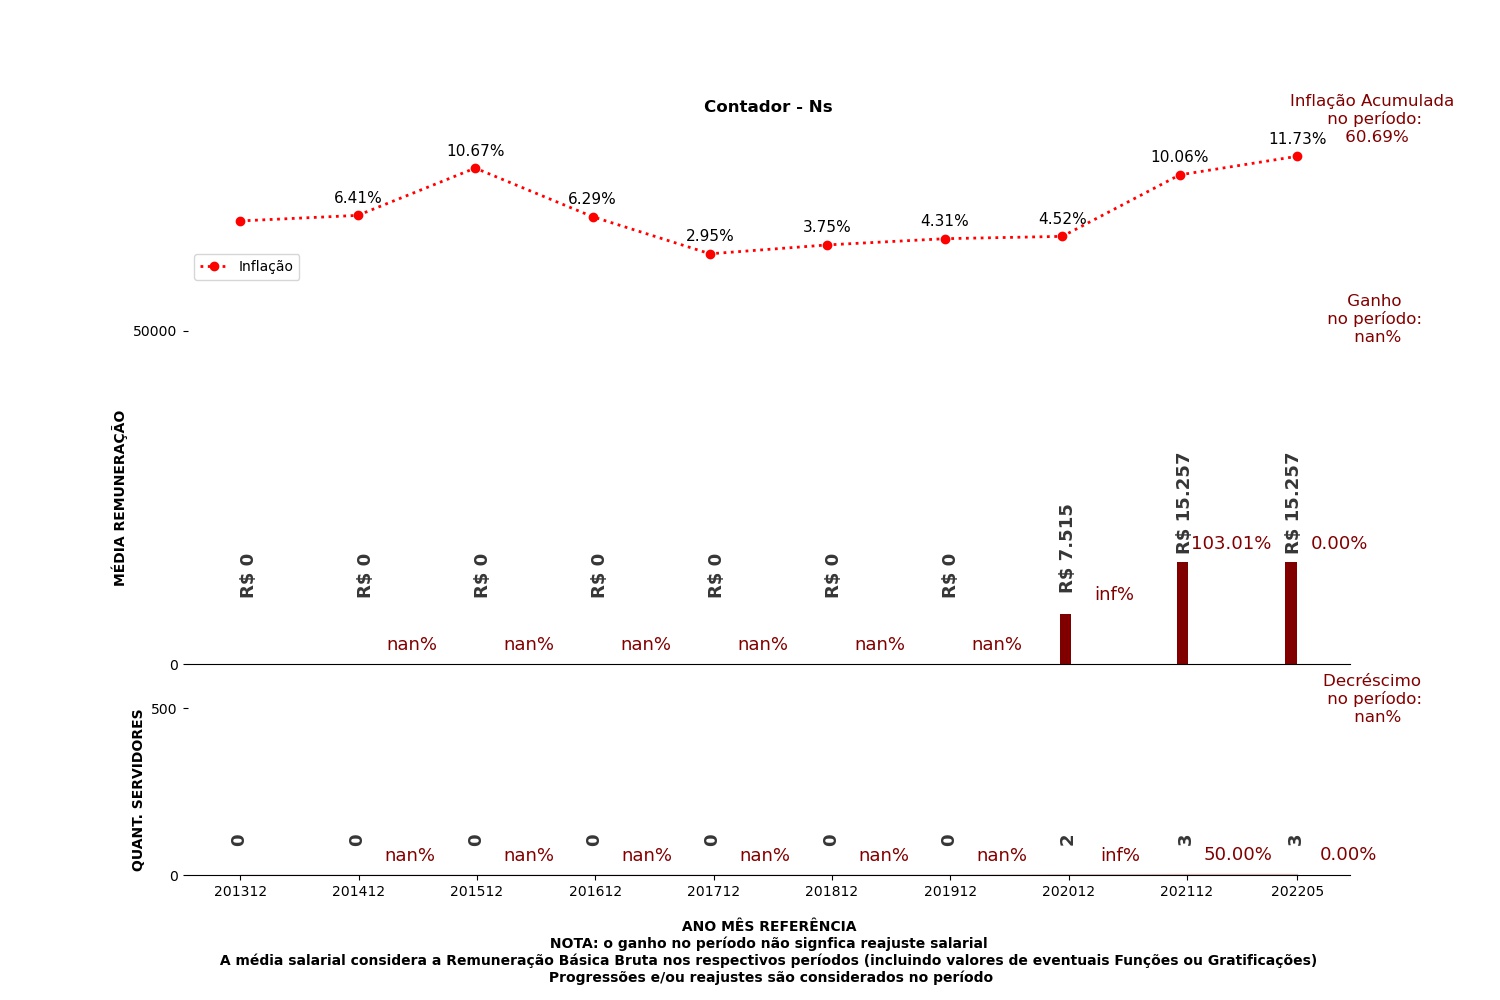 Contador - Ns
Inflação Acumulada
no período:
60.69%
6.41%
10.67%
6.29%
2.95%
3.75%
4.31%
4.52%
10.06%
11.73%
Inflação
Ganho
no período:
nan%
50000
0
MÉDIA REMUNERAÇÃO
R$ 0
R$ 0
R$ 0
R$ 0
R$ 0
R$ 0
R$ 0
R$ 7.515
R$ 15.257
R$ 15.257
nan%
nan%
nan%
nan%
nan%
nan%
inf%
103.01%
0.00%
Decréscimo
no período:
nan%
500
0
QUANT. SERVIDORES
0
0
0
0
0
0
0
2
3
3
nan%
nan%
nan%
nan%
nan%
nan%
inf%
50.00%
0.00%
201312
201412
201512
201612
201712
201812
201912
202012
202112
202205
ANO MÊS REFERÊNCIA
NOTA: o ganho no período não signfica reajuste salarial
A média salarial considera a Remuneração Básica Bruta nos respectivos períodos (incluindo valores de eventuais Funções ou Gratificações)
Progressões e/ou reajustes são considerados no período